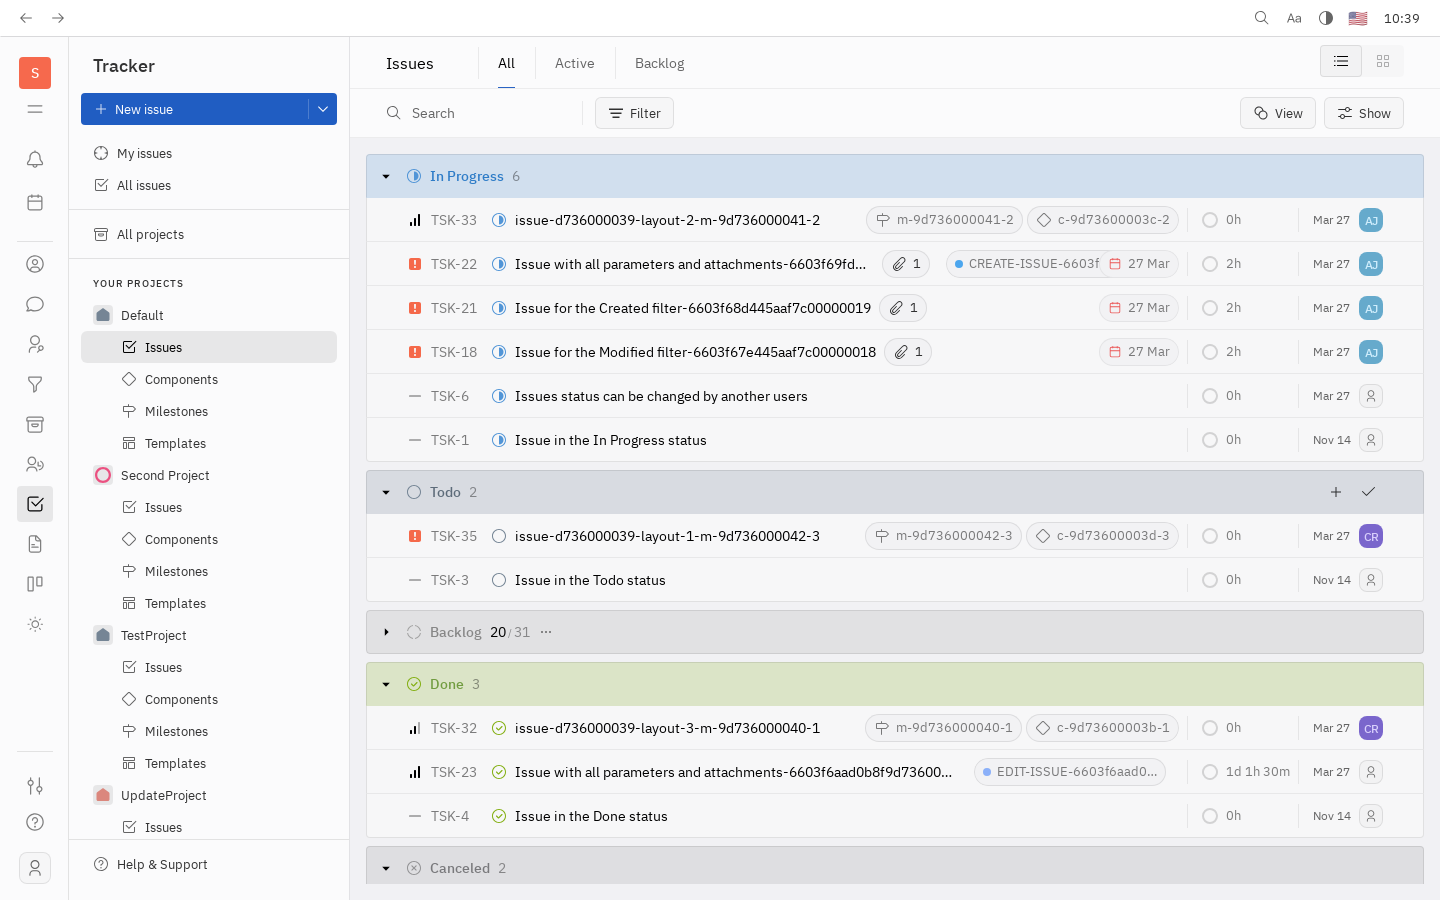 Aa
10:39
S
Tracker
New issue
My issues
All issues
All projects
YOUR PROJECTS
Default
Issues
Components
Milestones
Templates
Second Project
Issues
Components
Milestones
Templates
TestProject
Issues
Components
Milestones
Templates
UpdateProject
Issues
Help & Support
Issues
All
Active
Backlog
Search
Filter
View
Show
In Progress 6
TSK-33 issue-d736000039-layout-2-m-9d736000041-2 m-9d736000041-2 c-9d73600003c-2 0h Mar 27 AJ
TSK-22 Issue with all parameters and attachments-6603f69fd... 1 CREATE-ISSUE-6603f 27 Mar 2h Mar 27 AJ
TSK-21 Issue for the Created filter-6603f68d445aaf7c00000019 1 27 Mar 2h Mar 27 AJ
TSK-18 Issue for the Modified filter-6603f67e445aaf7c00000018 1 27 Mar 2h Mar 27 AJ
TSK-6 Issues status can be changed by another users 0h Mar 27
TSK-1 Issue in the In Progress status 0h Nov 14
Todo 2
TSK-35 issue-d736000039-layout-1-m-9d736000042-3 m-9d736000042-3 c-9d73600003d-3 0h Mar 27 CR
TSK-3 Issue in the Todo status 0h Nov 14
Backlog 20/31 ...
Done 3
TSK-32 issue-d736000039-layout-3-m-9d736000040-1 m-9d736000040-1 c-9d73600003b-1 0h Mar 27 CR
TSK-23 Issue with all parameters and attachments-6603f6aad0b8f9d73600... EDIT-ISSUE-6603f6aad0... 1d 1h 30m Mar 27
TSK-4 Issue in the Done status 0h Nov 14
Canceled 2